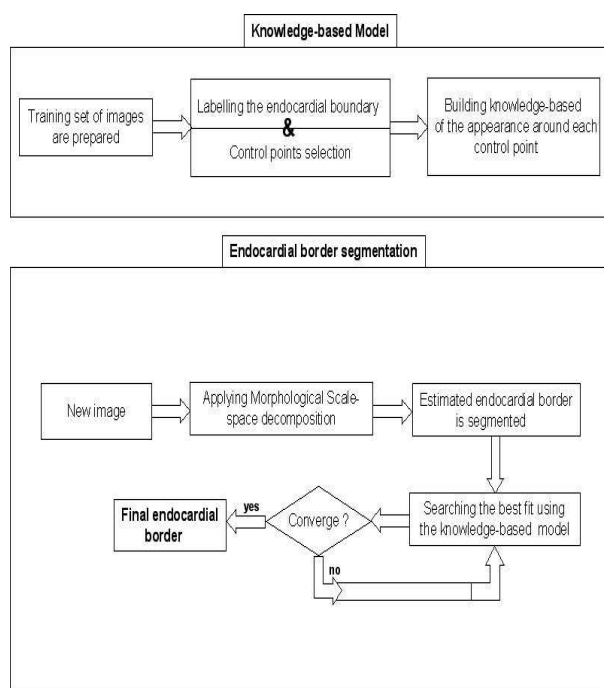 Knowledge-based Model
Training set of images
are prepared
Labelling the endocardial boundary
&
Control points selection
Building knowledge-based
of the appearance around each
control point
Endocardial border segmentation
New image
Applying Morphological Scale-
space decomposition
Estimated endocardial border
is segmented
Searching the best fit using
the knowledge-based model
Converge ?
yes
Final endocardial
border
no